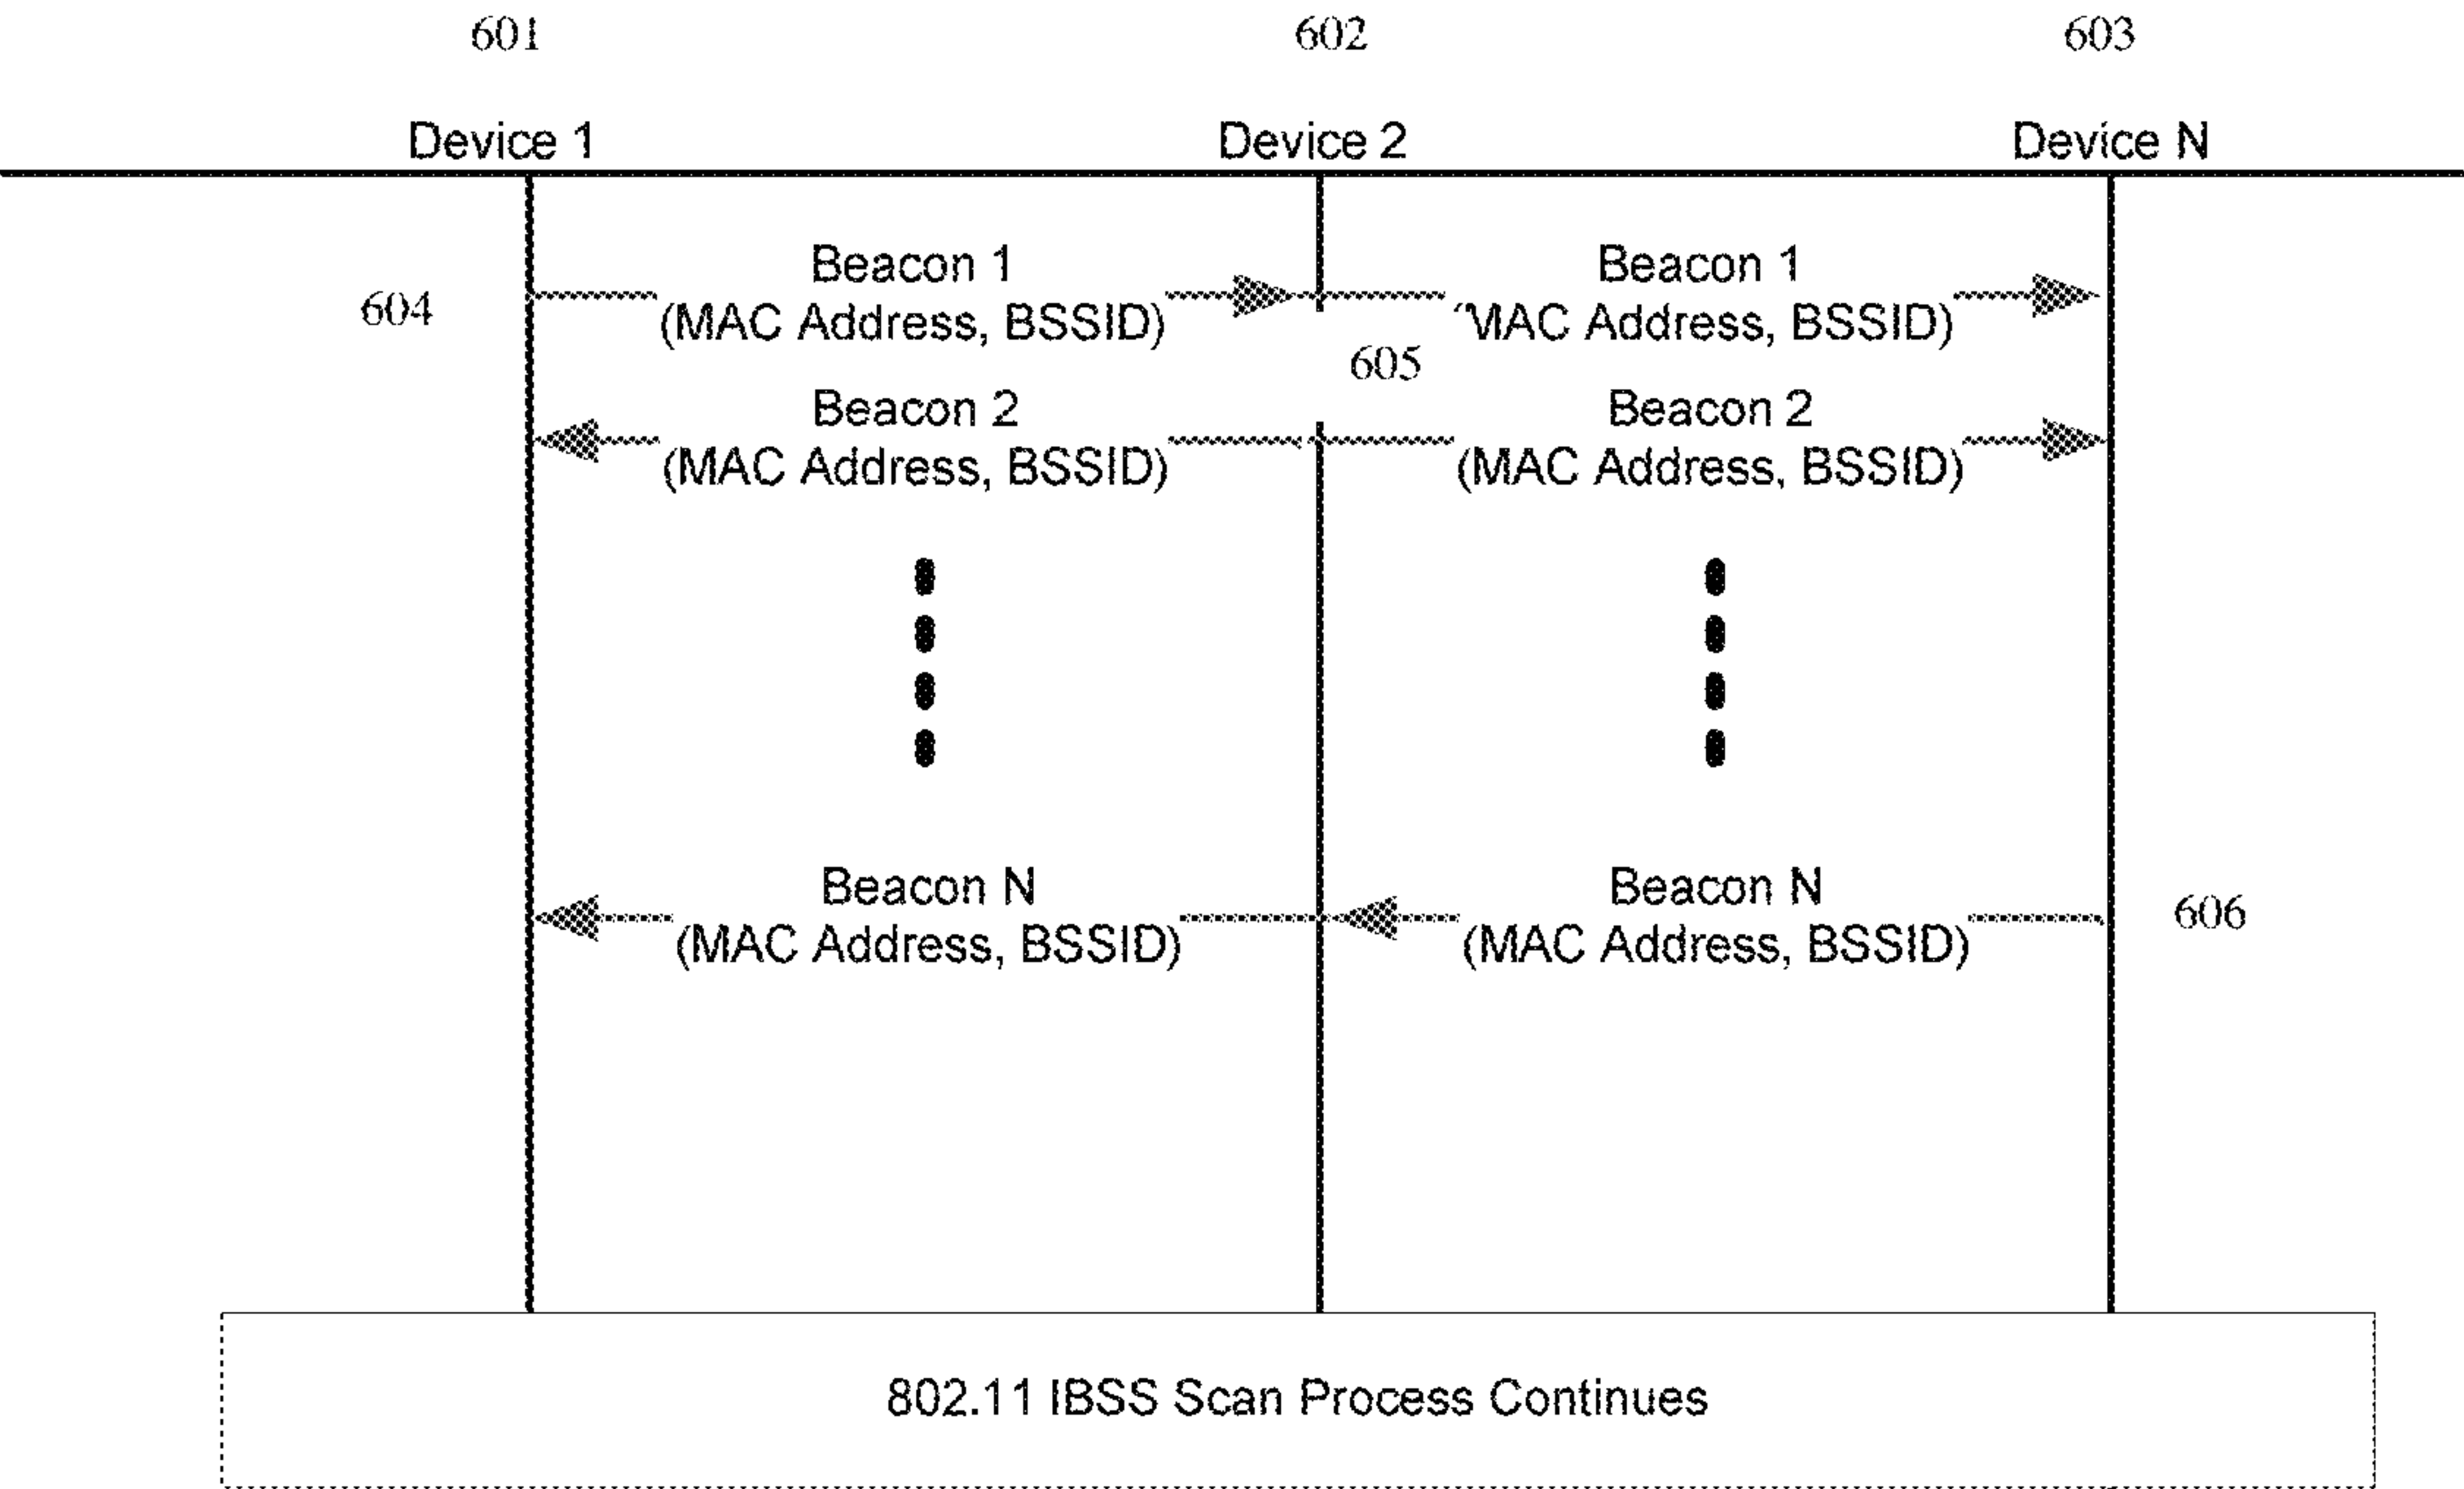 601 602 603
Device 1 Device 2 Device N
Beacon 1 Beacon 1
604 (MAC Address, BSSID) MAC Address, BSSID)
605
Beacon 2 Beacon 2
(MAC Address, BSSID) (MAC Address, BSSID)
Beacon N Beacon N
(MAC Address, BSSID) (MAC Address, BSSID) 606
802.11 IBSS Scan Process Continues